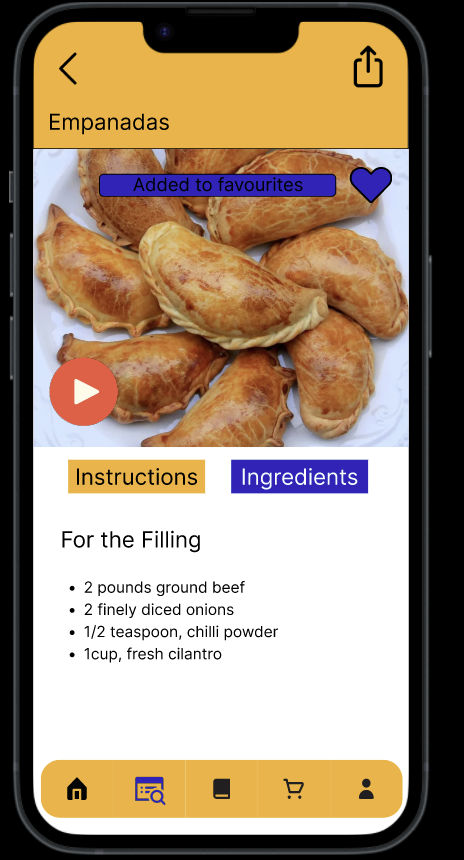 Empanadas
Added to favourites
Instructions
Ingredients
For the Filling
• 2 pounds ground beef
• 2 finely diced onions
• 1/2 teaspoon, chilli powder
• 1cup, fresh cilantro